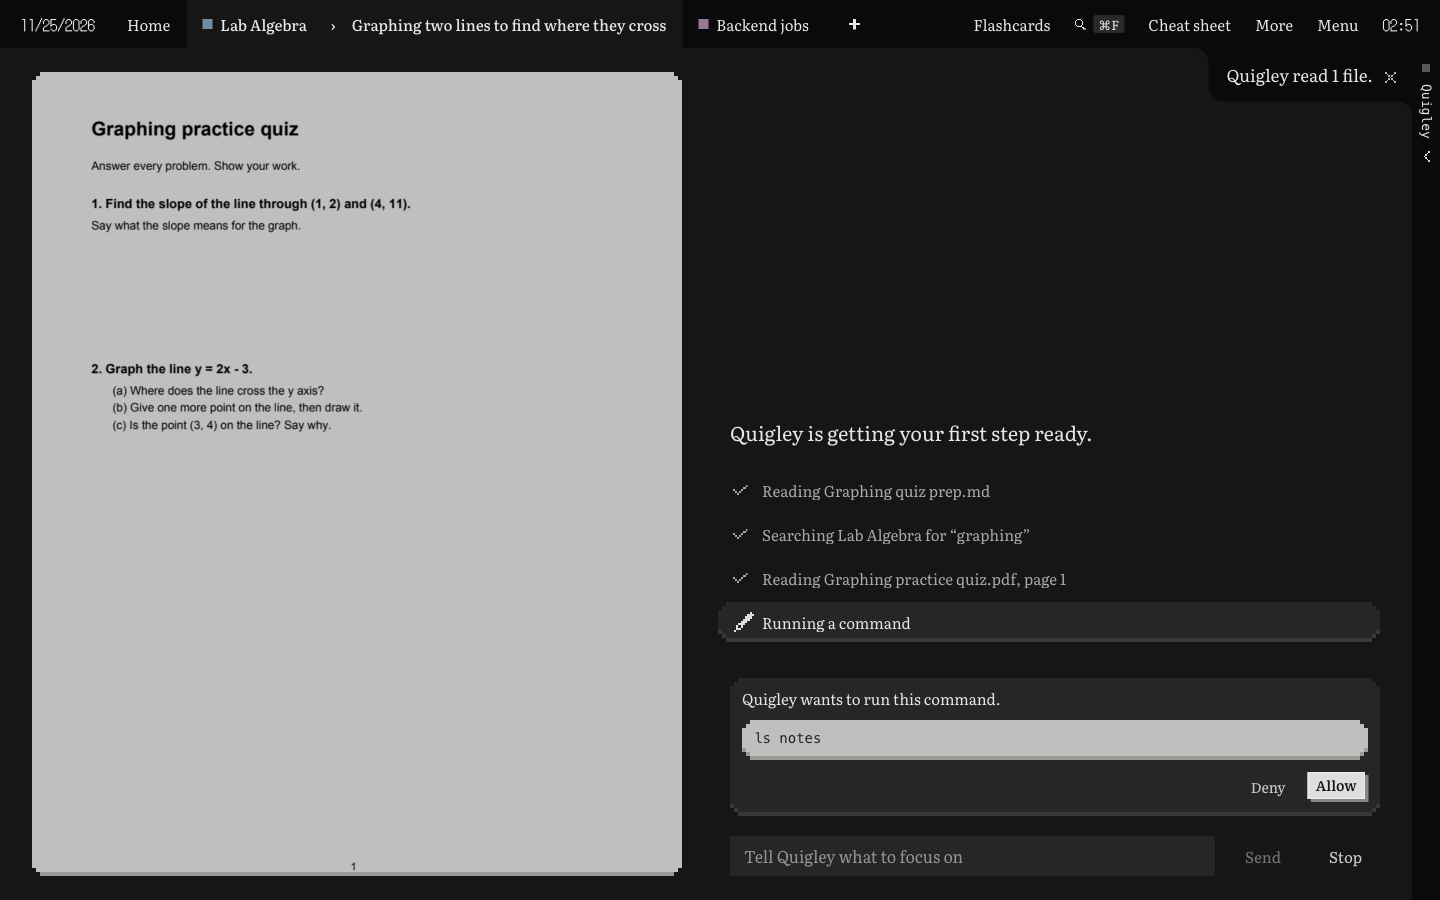 11/25/2026
Home
Lab Algebra › Graphing two lines to find where they cross
Backend jobs
+
Flashcards
⌘F
Cheat sheet
More
Menu
02:51
Quigley read 1 file.
Quigley
Graphing practice quiz
Answer every problem. Show your work.
1. Find the slope of the line through (1, 2) and (4, 11).
Say what the slope means for the graph.
2. Graph the line y = 2x - 3.
(a) Where does the line cross the y axis?
(b) Give one more point on the line, then draw it.
(c) Is the point (3, 4) on the line? Say why.
1
Quigley is getting your first step ready.
Reading Graphing quiz prep.md
Searching Lab Algebra for “graphing”
Reading Graphing practice quiz.pdf, page 1
Running a command
Quigley wants to run this command.
ls notes
Deny
Allow
Tell Quigley what to focus on
Send
Stop